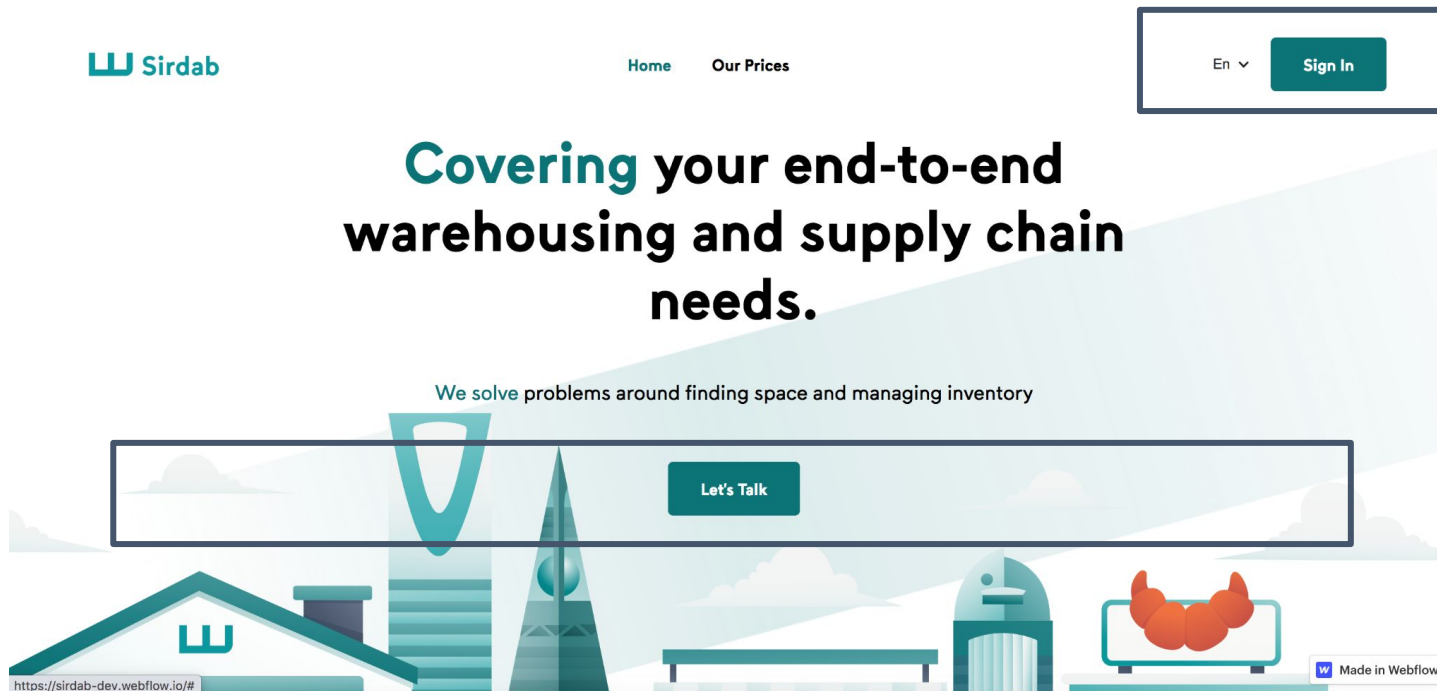 Sirdab
Home
Our Prices
En
Sign In
Covering your end-to-end
warehousing and supply chain
needs.
We solve problems around finding space and managing inventory
Let's Talk
https://sirdab-dev.webflow.io/#
Made in Webflow